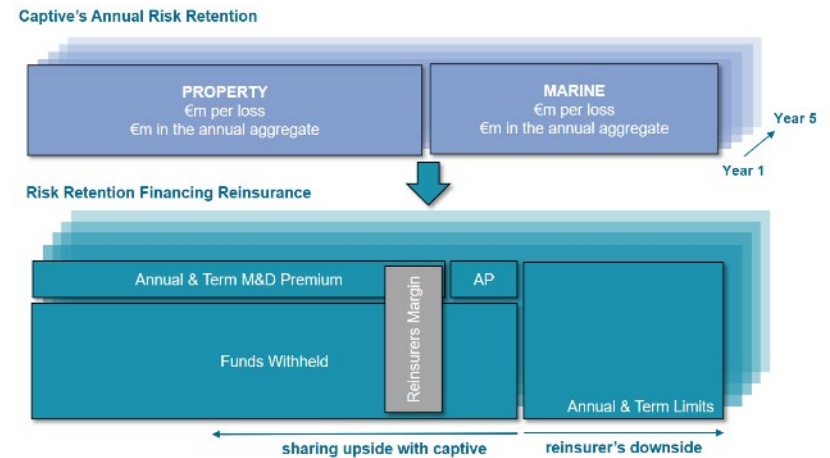 Captive's Annual Risk Retention
PROPERTY
€m per loss
€m in the annual aggregate
MARINE
€m per loss
€m in the annual aggregate
Year 5
Year 1
Risk Retention Financing Reinsurance
Annual & Term M&D Premium
AP
Reinsurers Margin
Funds Withheld
Annual & Term Limits
sharing upside with captive
reinsurer's downside